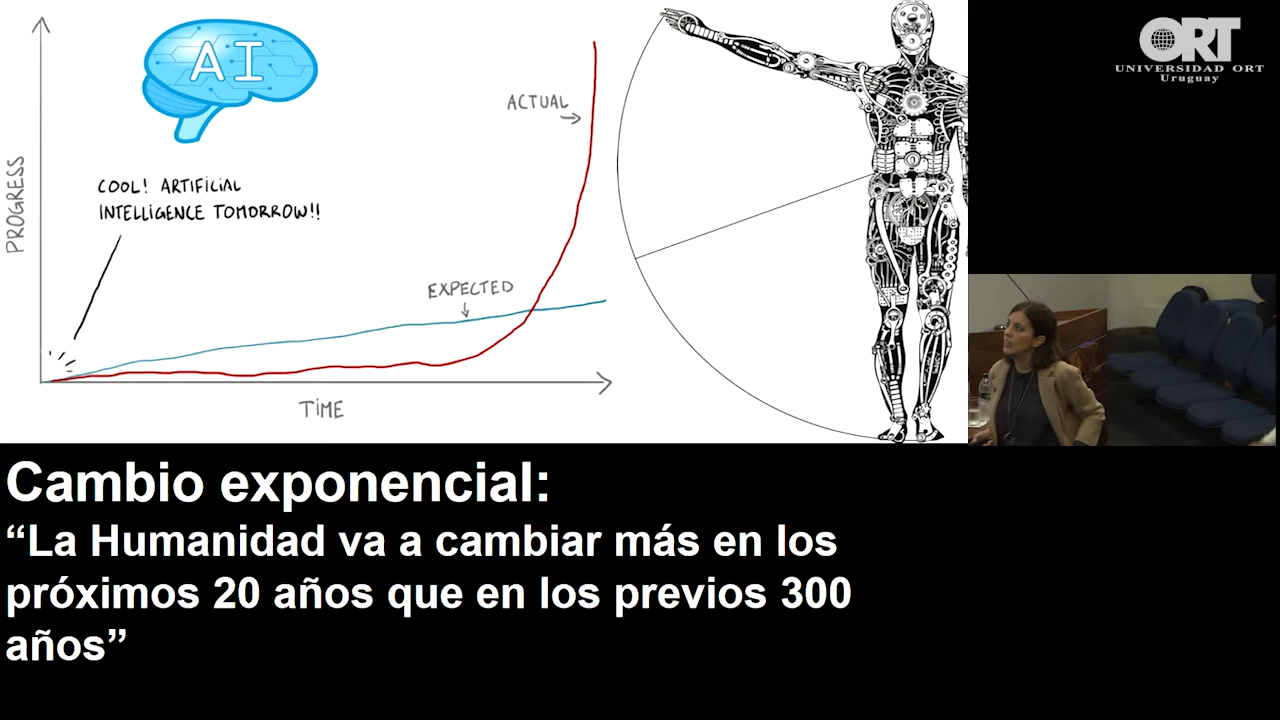 AI
ACTUAL
COOL! ARTIFICIAL
INTELLIGENCE TOMORROW!!
PROGRESS
EXPECTED
TIME
ORT
UNIVERSIDAD ORT
Uruguay
Cambio exponencial:
“La Humanidad va a cambiar más en los
próximos 20 años que en los previos 300
años”